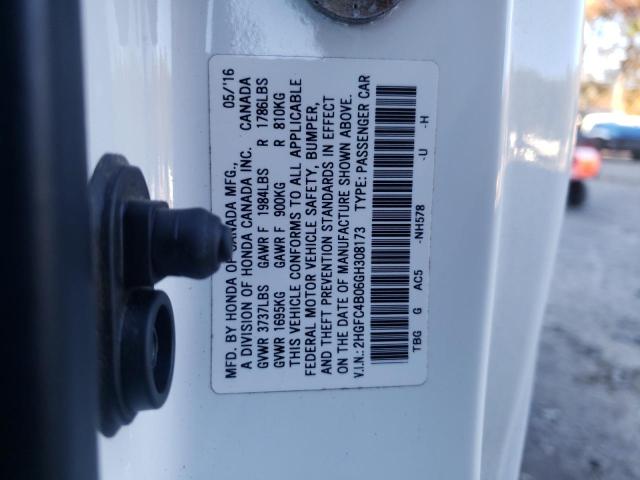 MFD. BY HONDA OF CANADA MFG., 05/'16
A DIVISION OF HONDA CANADA INC. CANADA
GVWR 3737LBS GAWR F 1984LBS R 1786LBS
GVWR 1695KG GAWR F 900KG R 810KG
THIS VEHICLE CONFORMS TO ALL APPLICABLE
FEDERAL MOTOR VEHICLE SAFETY, BUMPER,
AND THEFT PREVENTION STANDARDS IN EFFECT
ON THE DATE OF MANUFACTURE SHOWN ABOVE.
V.I.N.: 2HGFC4B06GH308173 TYPE: PASSENGER CAR
TBG G AC5 -NH578 -U -H